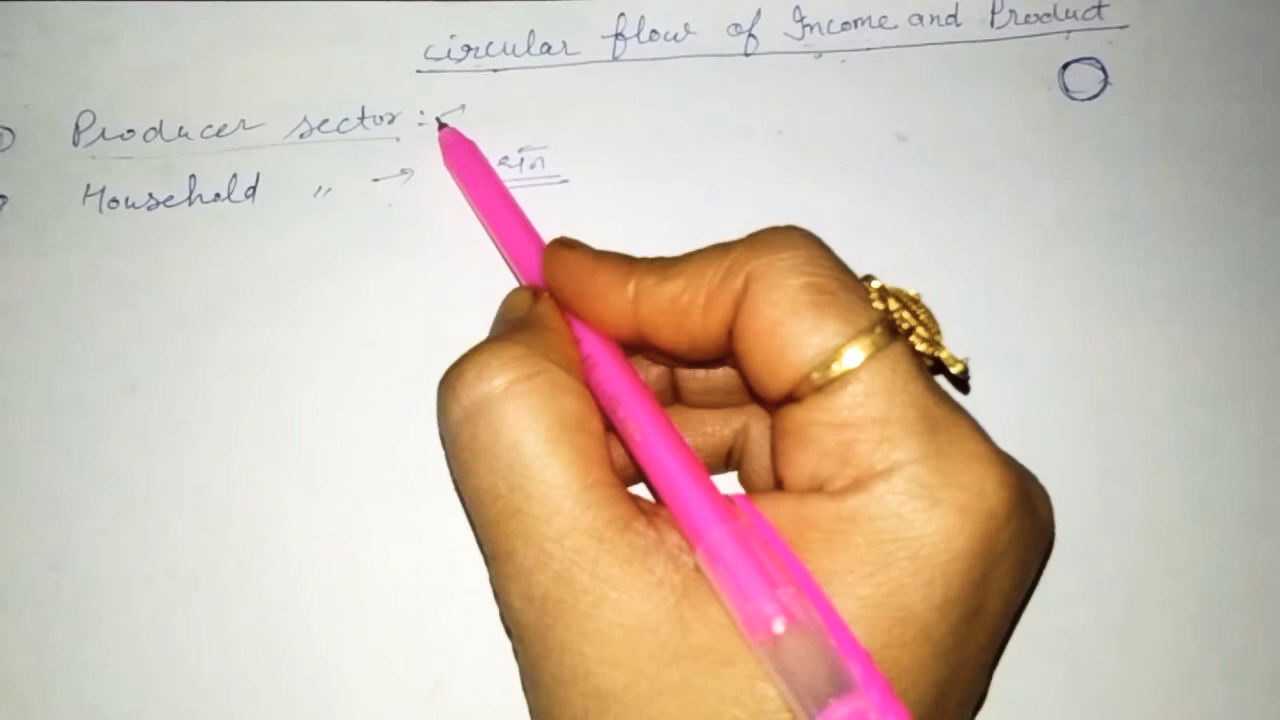 circular flow of Income and Product
Producer sector :-
Household " →